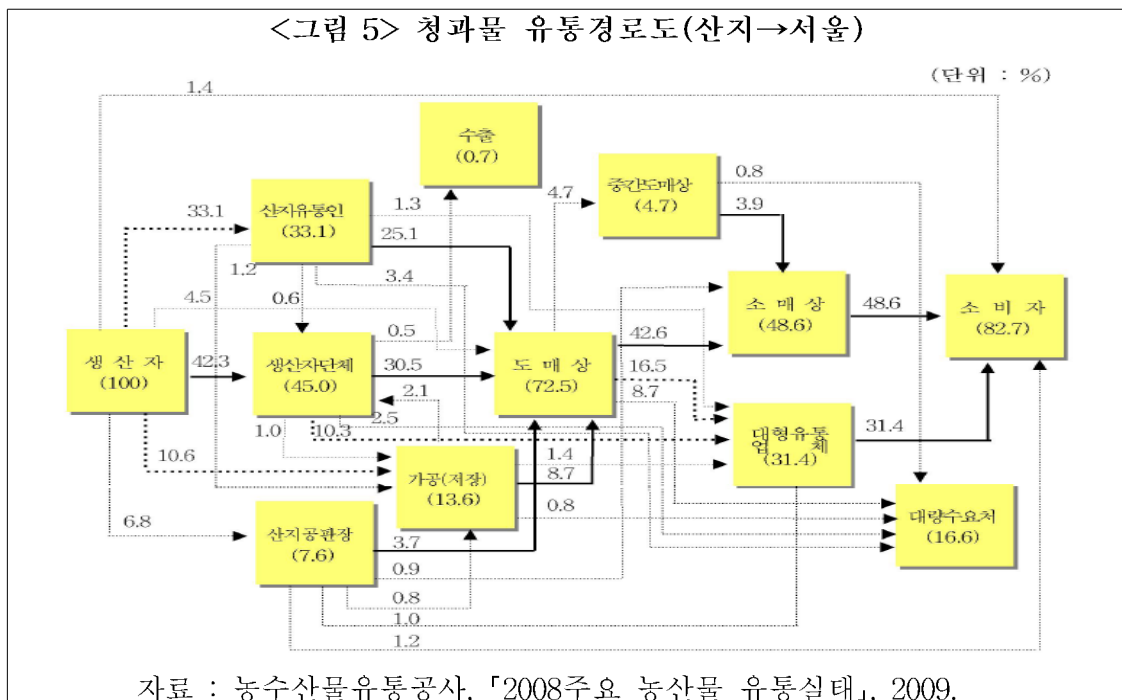 <그림 5> 청과물 유통경로도(산지→서울)
(단위 : %)
1.4
수출
(0.7)
중간도매상
(4.7)
0.8
3.9
4.7
산지유통인
(33.1)
33.1
1.3
25.1
1.2
3.4
4.5
0.6
0.5
생 산 자
(100)
42.3
생산자단체
(45.0)
30.5
도 매 상
(72.5)
42.6
소 매 상
(48.6)
48.6
소 비 자
(82.7)
16.5
8.7
2.1
2.5
1.0
10.3
10.6
대형유통
업 체
(31.4)
31.4
가공(저장)
(13.6)
1.4
8.7
0.8
대량수요처
(16.6)
6.8
산지공판장
(7.6)
3.7
0.9
0.8
1.0
1.2
자료 : 농수산물유통공사, 「2008주요 농산물 유통실태」, 2009.